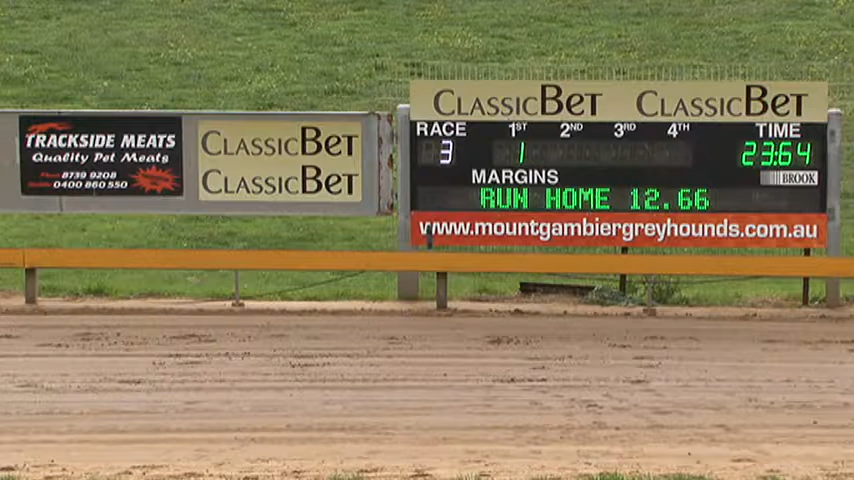 TRACKSIDE MEATS
Quality Pet Meats
8739 9208
0400 860 550
CLASSICBET
CLASSICBET
CLASSICBET CLASSICBET
RACE 1ST 2ND 3RD 4TH TIME
3 1 23.64
MARGINS BROOK
RUN HOME 12.66
www.mountgambiergreyhounds.com.au